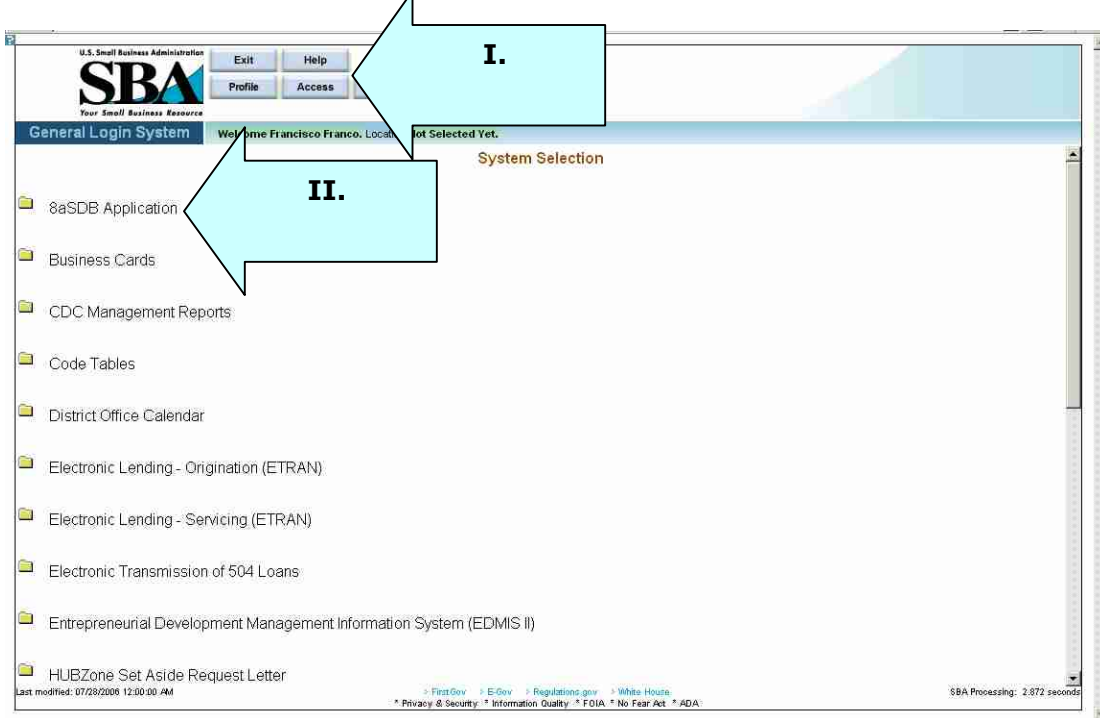 U.S. Small Business Administration
SBA
Your Small Business Resource
Exit Help
Profile Access
I.
General Login System
Francisco Franco. Selected Yet.
System Selection
II.
8aSDB Application
Business Cards
CDC Management Reports
Code Tables
District Office Calendar
Electronic Lending - Origination (ETRAN)
Electronic Lending - Servicing (ETRAN)
Electronic Transmission of 504 Loans
Entrepreneurial Development Management Information System (EDMIS II)
HUBZone Set Aside Request Letter
Last modified: 07/28/2006 12:00:00 AM
> FirstGov > E-Gov > Regulations.gov > White House
* Privacy & Security * Information Quality * FOIA * No Fear Act * ADA
SBA Processing: 2.872 seconds